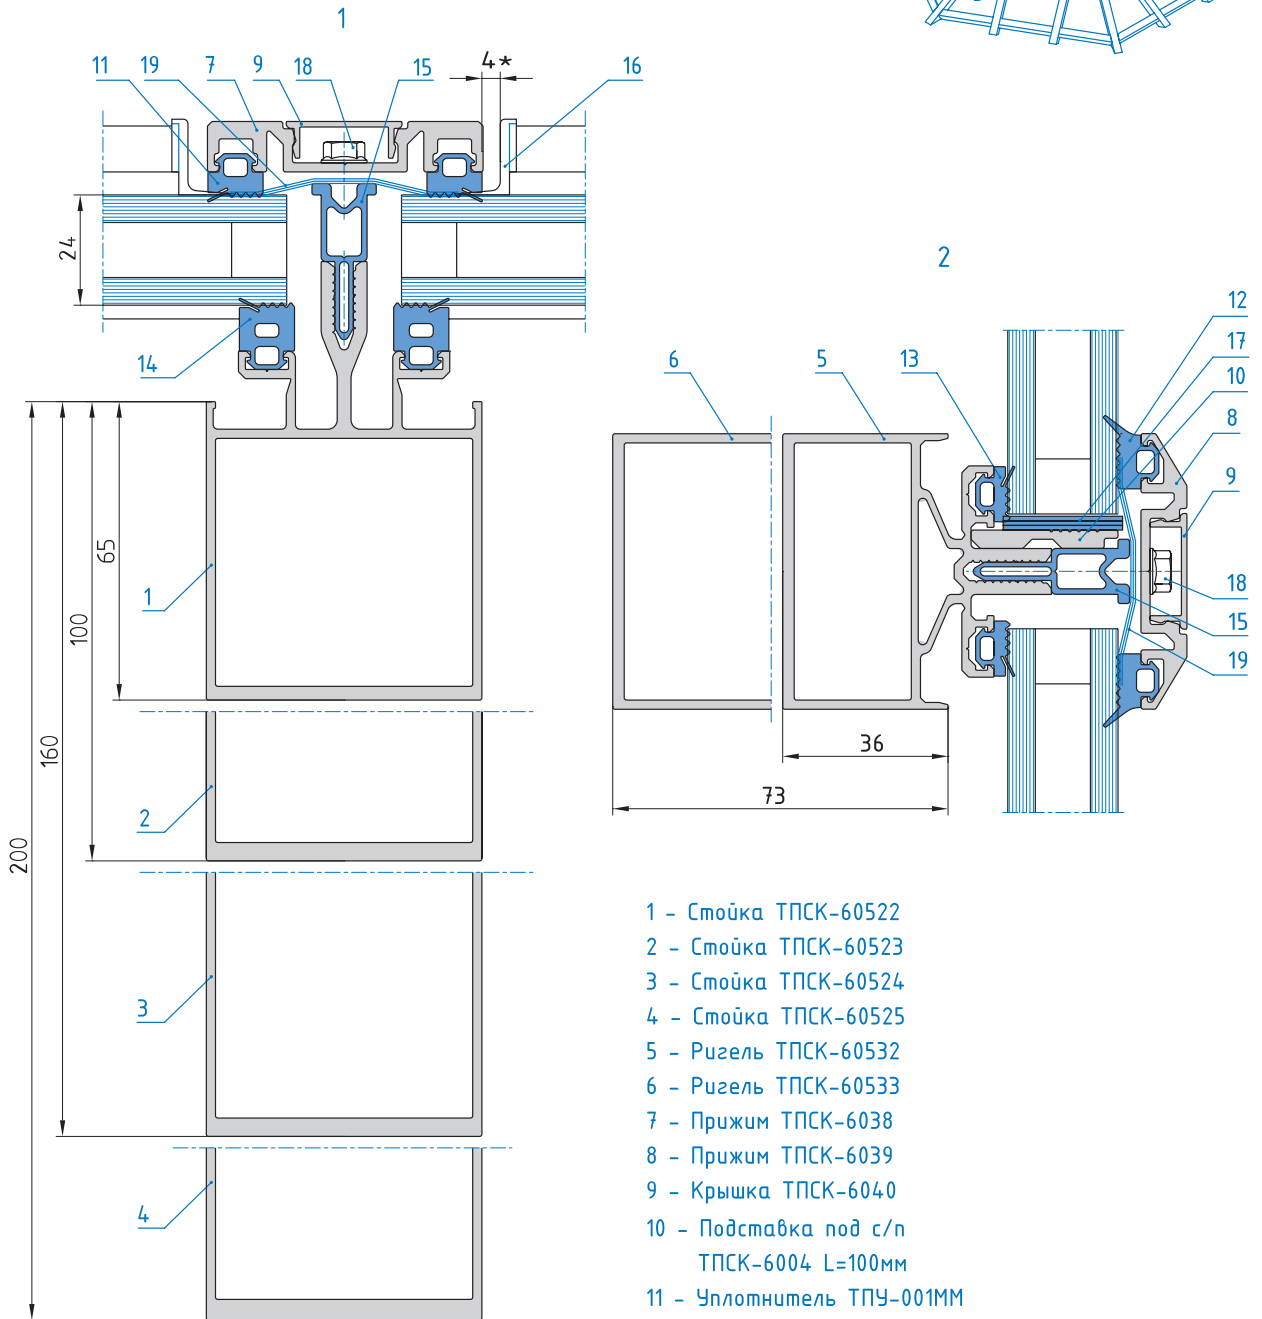 1
11 19 7 9 18 15 4* 16
24
14
2
12
17
10
8
9
18
15
19
6 5 13
36
73
65
100
160
200
1
2
3
4
1 - Стойка ТПСК-60522
2 - Стойка ТПСК-60523
3 - Стойка ТПСК-60524
4 - Стойка ТПСК-60525
5 - Ригель ТПСК-60532
6 - Ригель ТПСК-60533
7 - Прижим ТПСК-6038
8 - Прижим ТПСК-6039
9 - Крышка ТПСК-6040
10 - Подставка под с/п
ТПСК-6004 L=100мм
11 - Уплотнитель ТПУ-001ММ